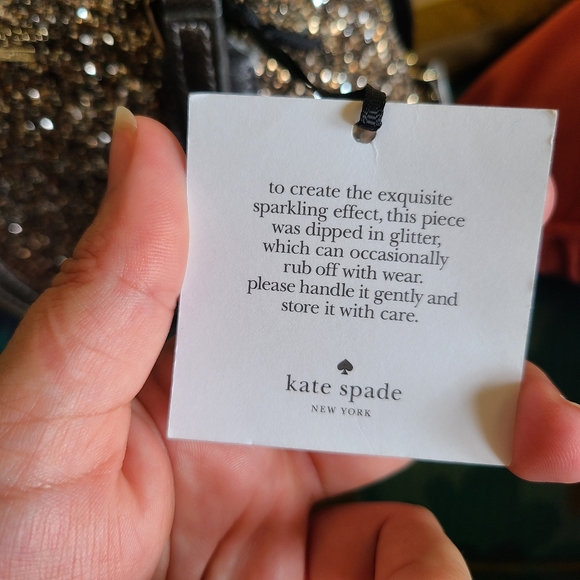 to create the exquisite
sparkling effect, this piece
was dipped in glitter,
which can occasionally
rub off with wear.
please handle it gently and
store it with care.
kate spade
NEW YORK